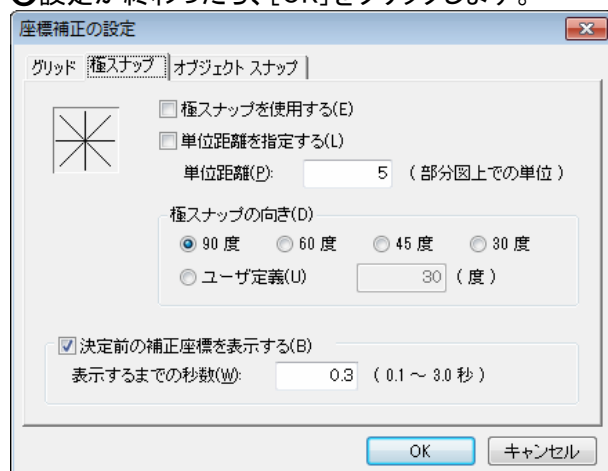 設定が終わったら、[OK]をクリックします。
座標補正の設定
グリッド 極スナップ オブジェクト スナップ
極スナップを使用する(E)
単位距離を指定する(L)
単位距離(P): 5 (部分図上での単位)
極スナップの向き(D)
90 度 60 度 45 度 30 度
ユーザ定義(U) 30 (度)
決定前の補正座標を表示する(B)
表示するまでの秒数(W): 0.3 (0.1 ～ 3.0 秒)
OK キャンセル